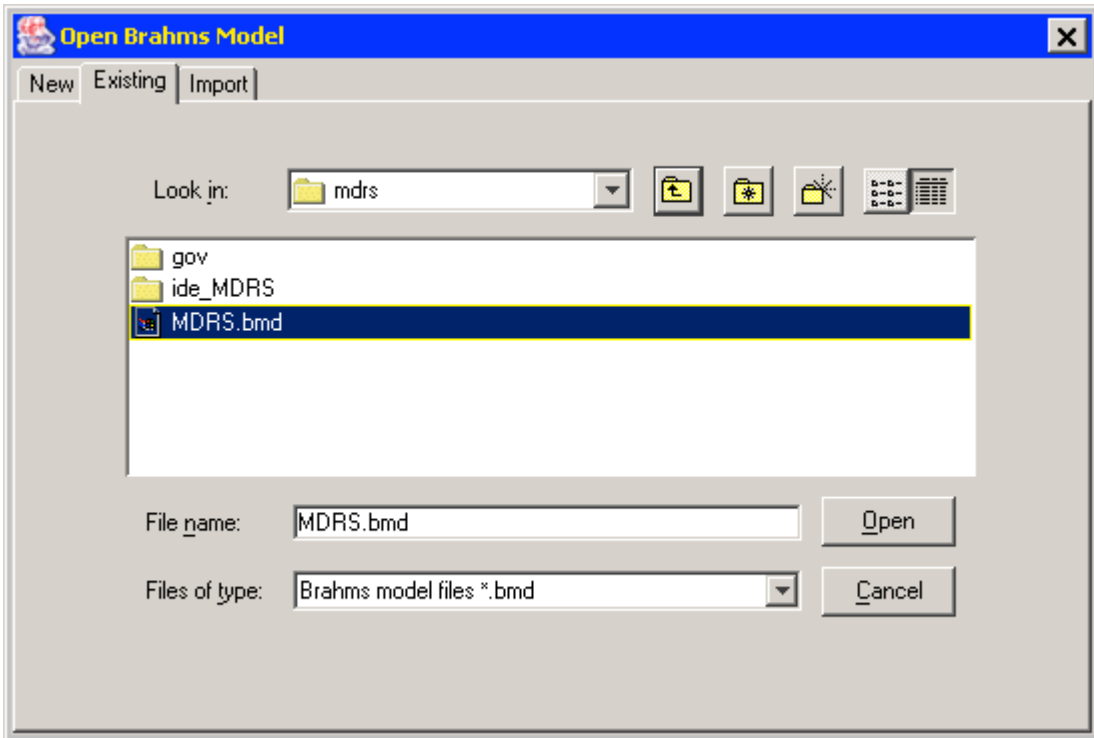 Open Brahms Model
New Existing Import
Look in: mdrs
gov
ide_MDRS
MDRS.bmd
File name: MDRS.bmd Open
Files of type: Brahms model files *.bmd Cancel